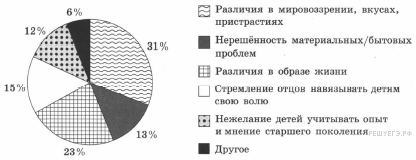 6%
12%
31%
15%
13%
23%
Различия в мировоззрении, вкусах,
пристрастиях
Нерешённость материальных/бытовых
проблем
Различия в образе жизни
Стремление отцов навязывать детям
свою волю
Нежелание детей учитывать опыт
и мнение старшего поколения
Другое
РЕШУЕГЭ.РФ